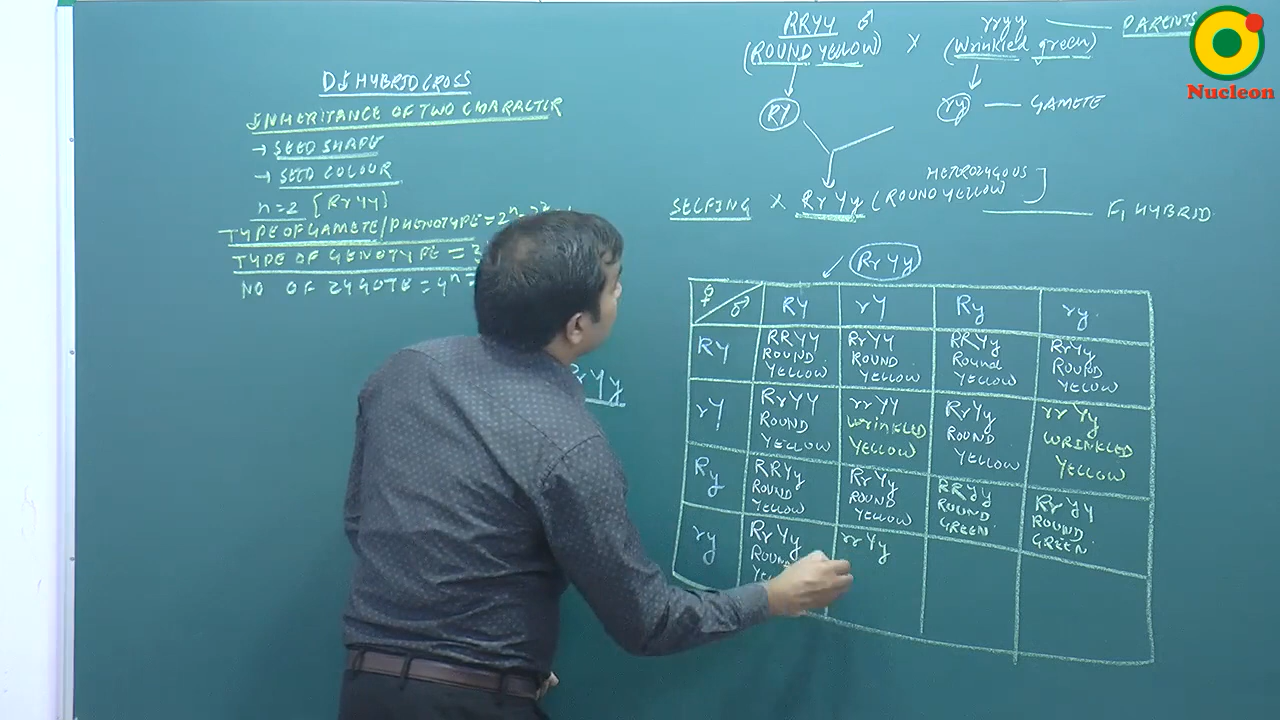 DIHYBRID CROSS
INHERITANCE OF TWO CHARACTER
→ SEED SHAPE
→ SEED COLOUR
n=2 [RrYy]
TYPE OF GAMETE/PHENOTYPE = 2ⁿ
TYPE OF GENOTYPE = 3
NO OF ZYGOTE = 4ⁿ =
RrYy
RRYY ♂ × rryy — PARENTS
(ROUND YELLOW) (Wrinkled green)
RY ry — GAMETE
HETEROZYGOUS
SELFING × RrYy (ROUND YELLOW — F1 HYBRID
RrYy
♀ ♂ RY rY Ry ry
RY RRYY RrYY RRYy RrYy
ROUND ROUND Round ROUND
YELLOW YELLOW YELLOW YELLOW
rY RrYY rrYY RrYy rrYy
ROUND Wrinkled ROUND WRINKLED
YELLOW YELLOW YELLOW YELLOW
Ry RRYy RrYy RRyy Rryy
ROUND ROUND ROUND ROUND
YELLOW YELLOW GREEN GREEN
ry RrYy rrYy
Nucleon